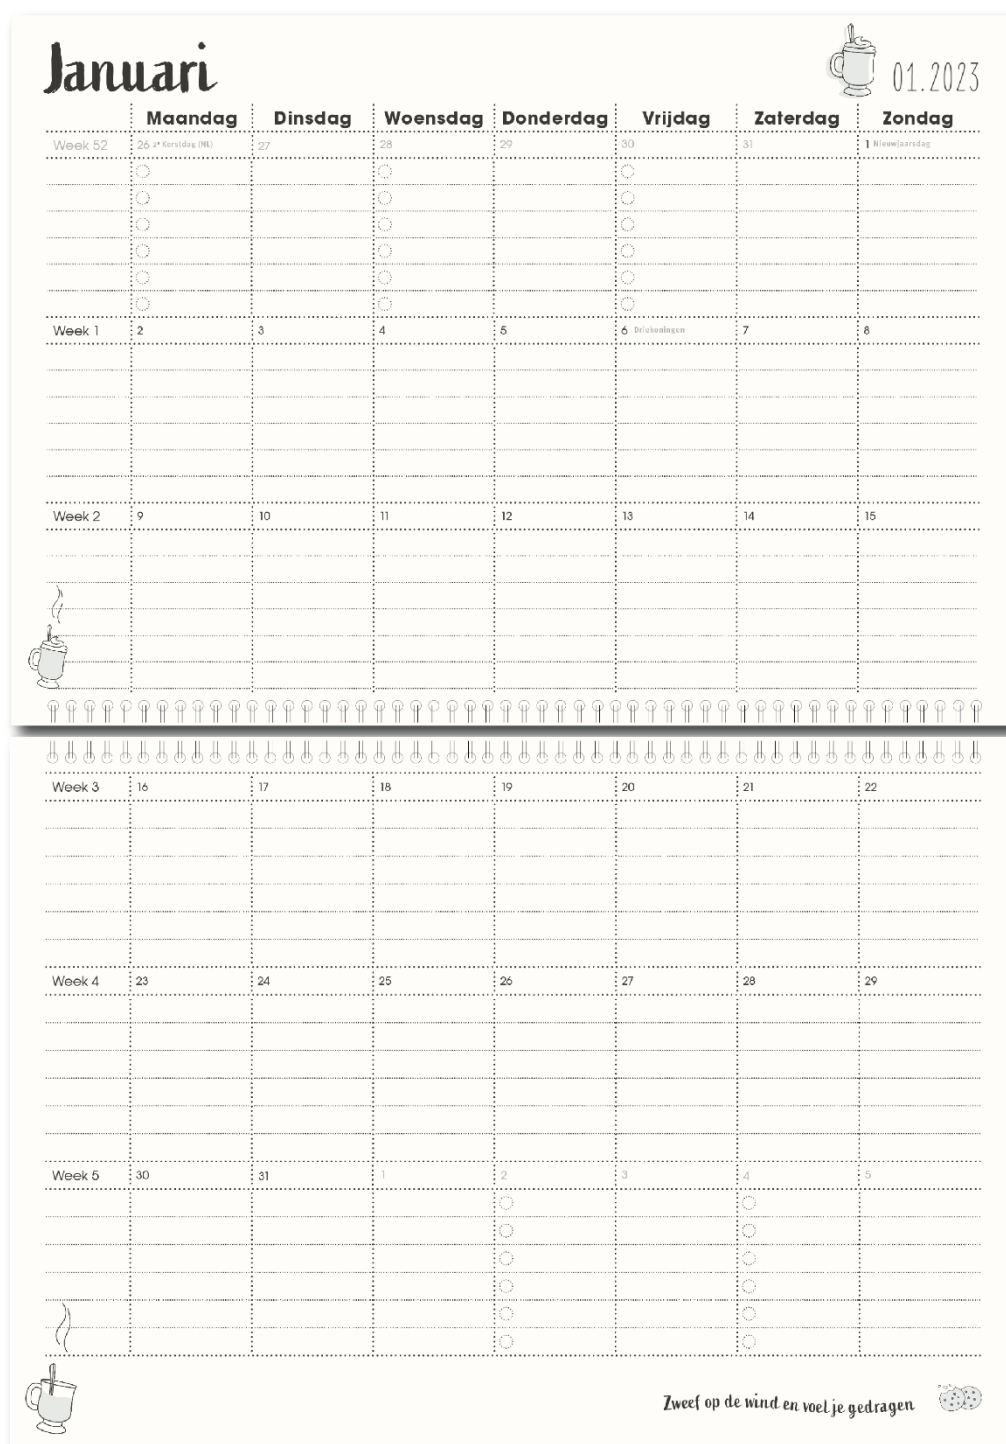 Januari
01.2023
Maandag Dinsdag Woensdag Donderdag Vrijdag Zaterdag Zondag
Week 52 26 2e Kerstdag (NL) 27 28 29 30 31 1 Nieuwjaarsdag
Week 1 2 3 4 5 6 Driekoningen 7 8
Week 2 9 10 11 12 13 14 15
Week 3 16 17 18 19 20 21 22
Week 4 23 24 25 26 27 28 29
Week 5 30 31 1 2 3 4 5
Zweef op de wind en voel je gedragen